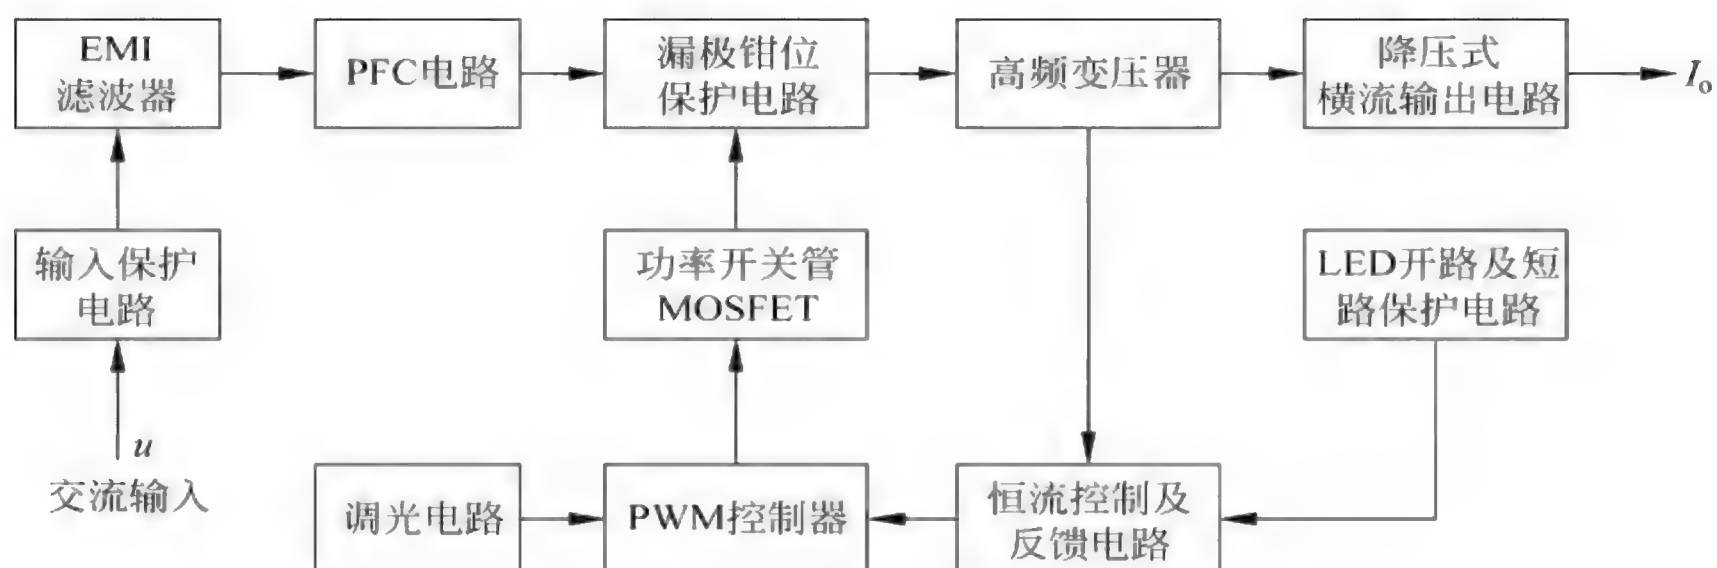 EMI
滤波器
PFC电路
漏极钳位
保护电路
高频变压器
降压式
横流输出电路
Io
输入保护
电路
功率开关管
MOSFET
LED开路及短
路保护电路
u
交流输入
调光电路
PWM控制器
恒流控制及
反馈电路